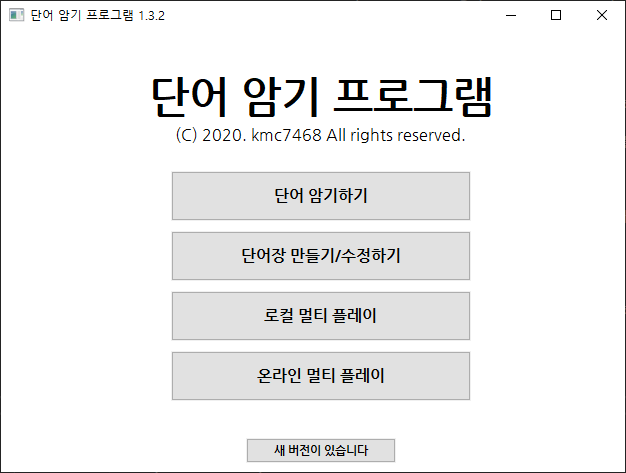 단어 암기 프로그램 1.3.2
단어 암기 프로그램
(C) 2020. kmc7468 All rights reserved.
단어 암기하기
단어장 만들기/수정하기
로컬 멀티 플레이
온라인 멀티 플레이
새 버전이 있습니다